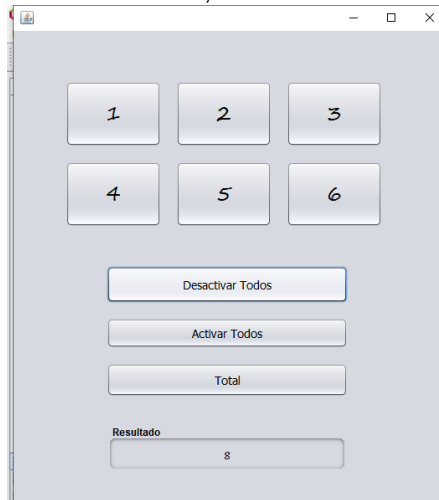 1 2 3
4 5 6
Desactivar Todos
Activar Todos
Total
Resultado
8